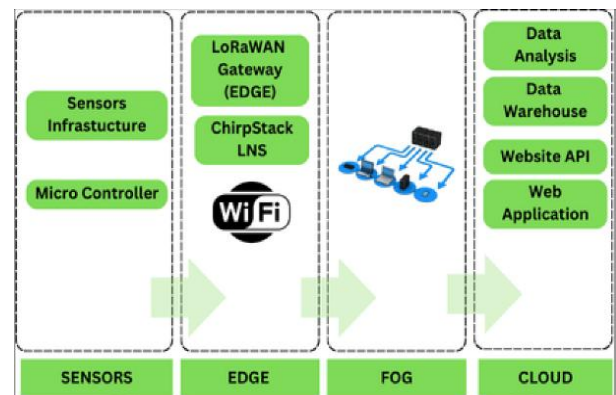 Sensors
Infrastucture
Micro Controller
LoRaWAN
Gateway
(EDGE)
ChirpStack
LNS
WiFi
Data
Analysis
Data
Warehouse
Website API
Web
Application
SENSORS
EDGE
FOG
CLOUD